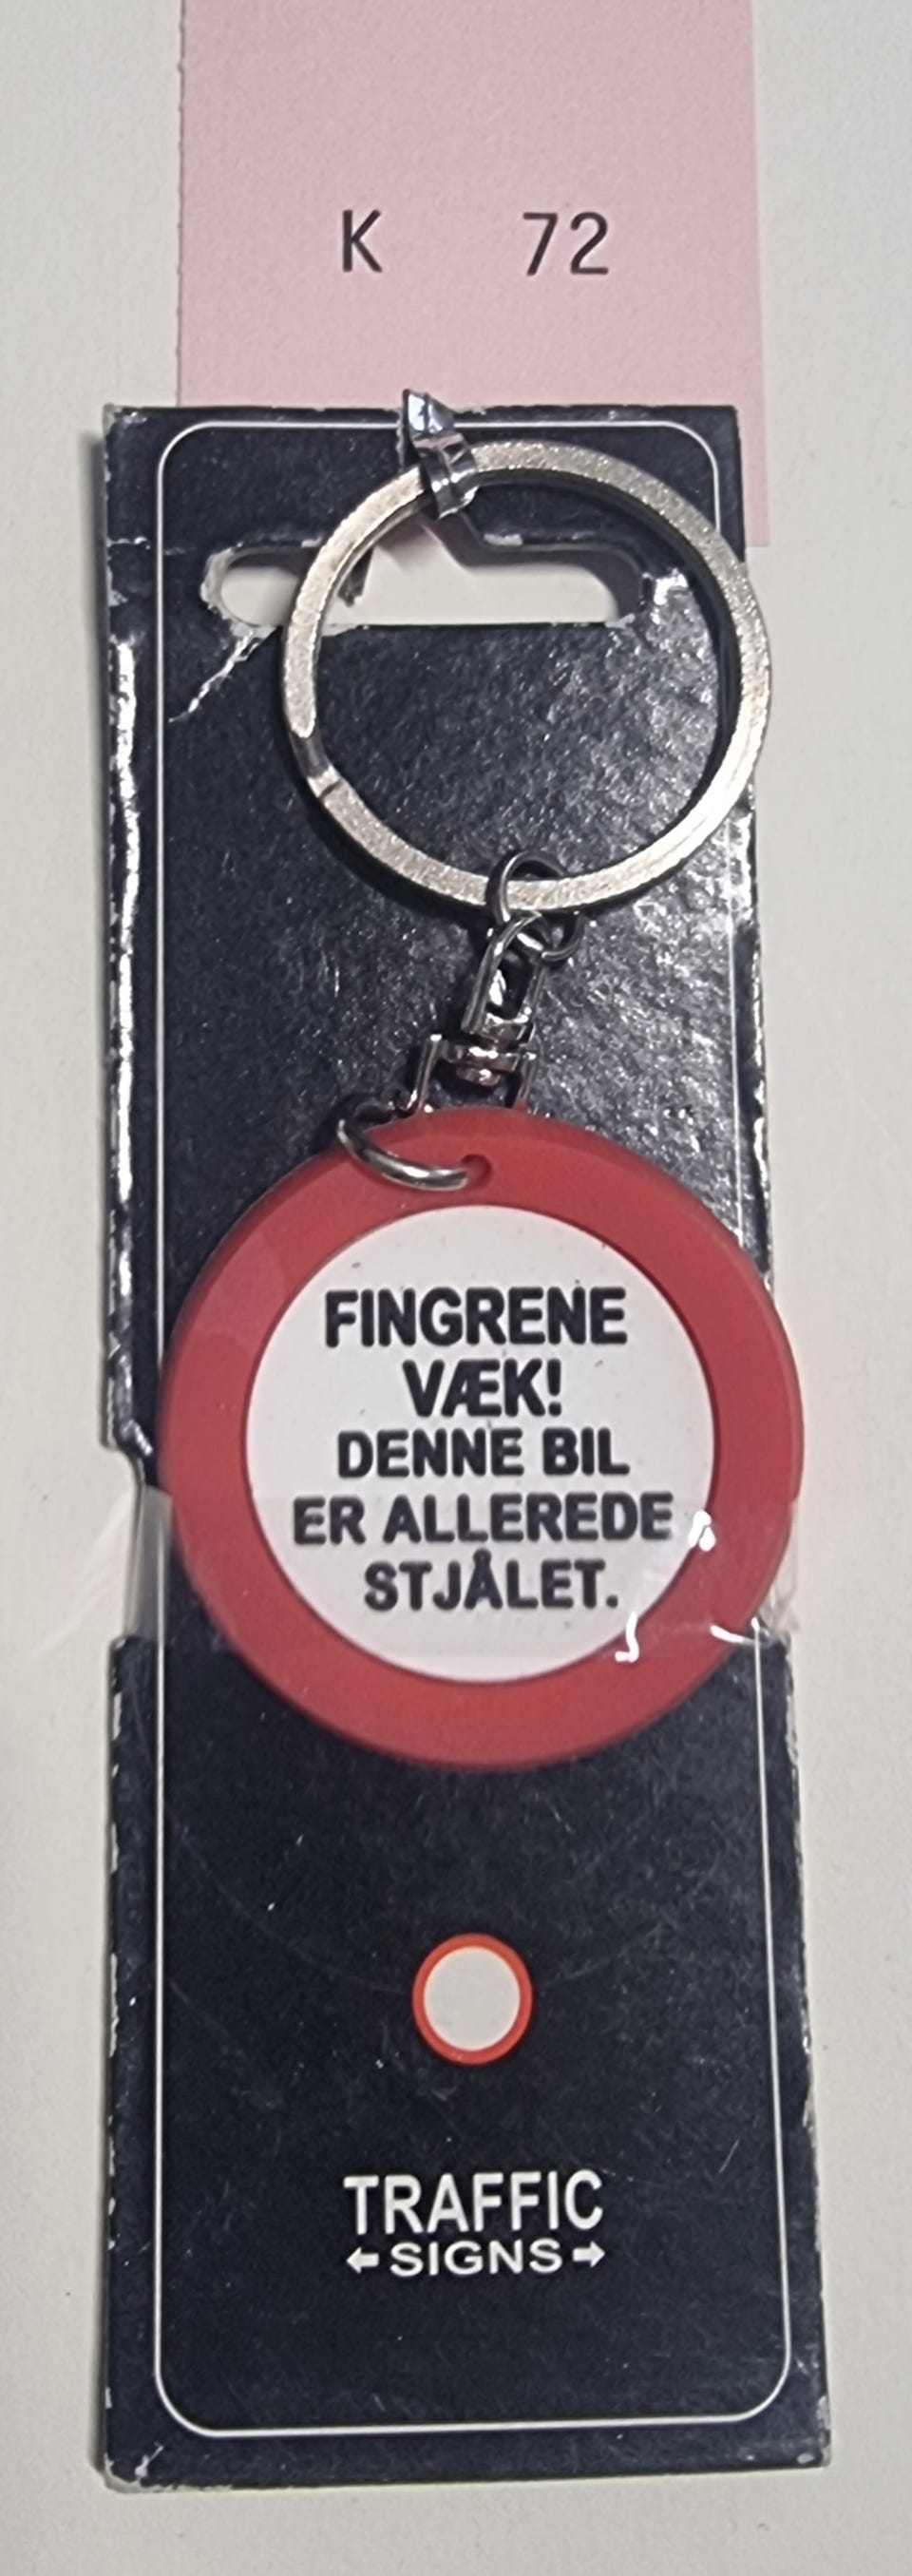 K 72
FINGRENE
VÆK!
DENNE BIL
ER ALLEREDE
STJÅLET.
TRAFFIC
SIGNS